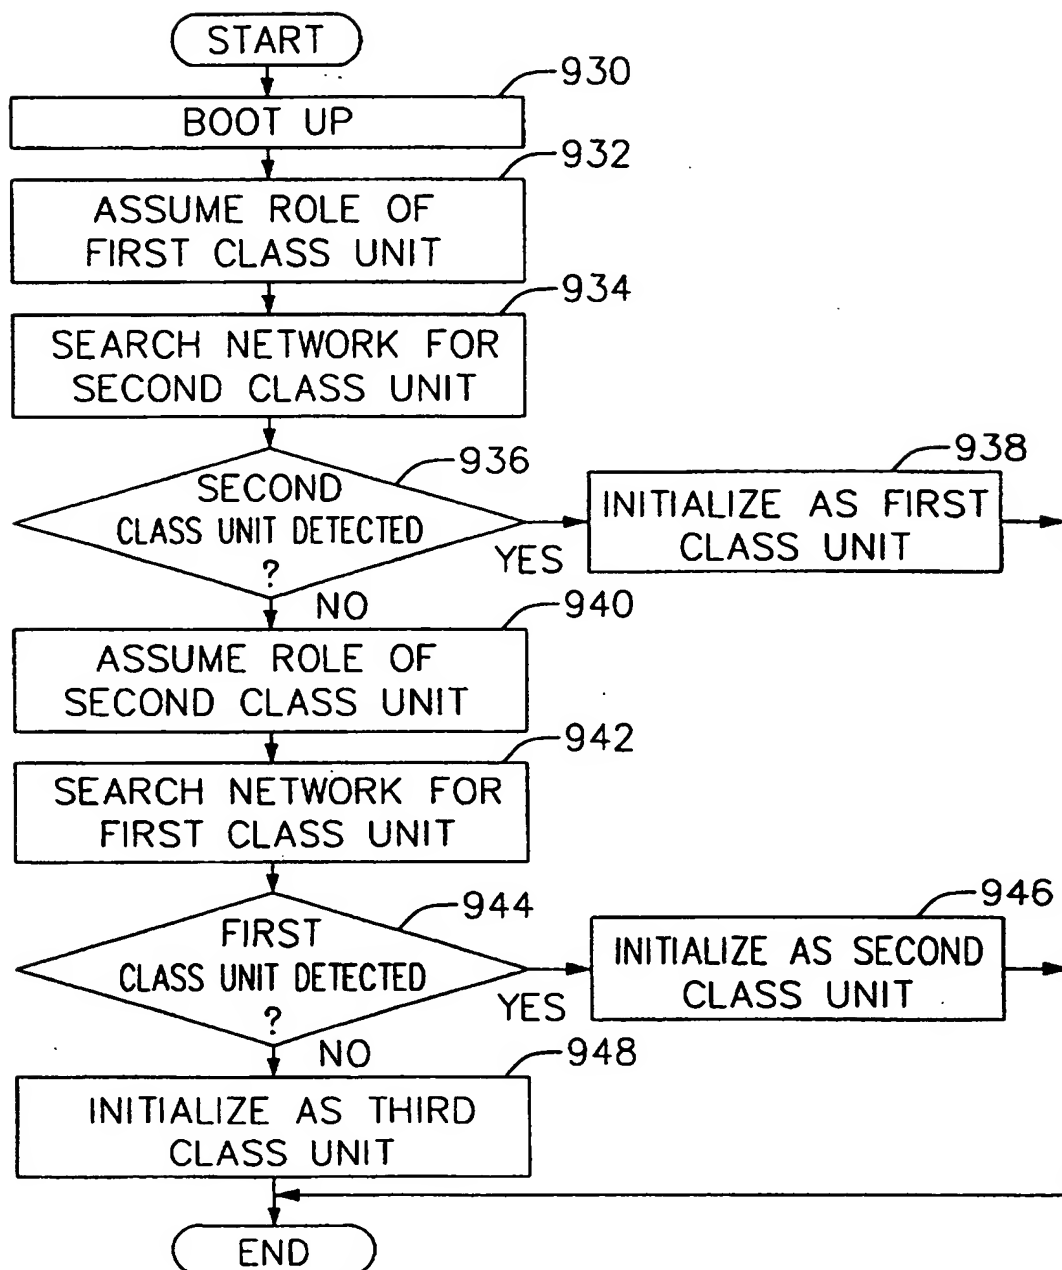 START
930
BOOT UP
932
ASSUME ROLE OF
FIRST CLASS UNIT
934
SEARCH NETWORK FOR
SECOND CLASS UNIT
936
SECOND
CLASS UNIT DETECTED
?
YES
938
INITIALIZE AS FIRST
CLASS UNIT
NO
940
ASSUME ROLE OF
SECOND CLASS UNIT
942
SEARCH NETWORK FOR
FIRST CLASS UNIT
944
FIRST
CLASS UNIT DETECTED
?
YES
946
INITIALIZE AS SECOND
CLASS UNIT
NO
948
INITIALIZE AS THIRD
CLASS UNIT
END